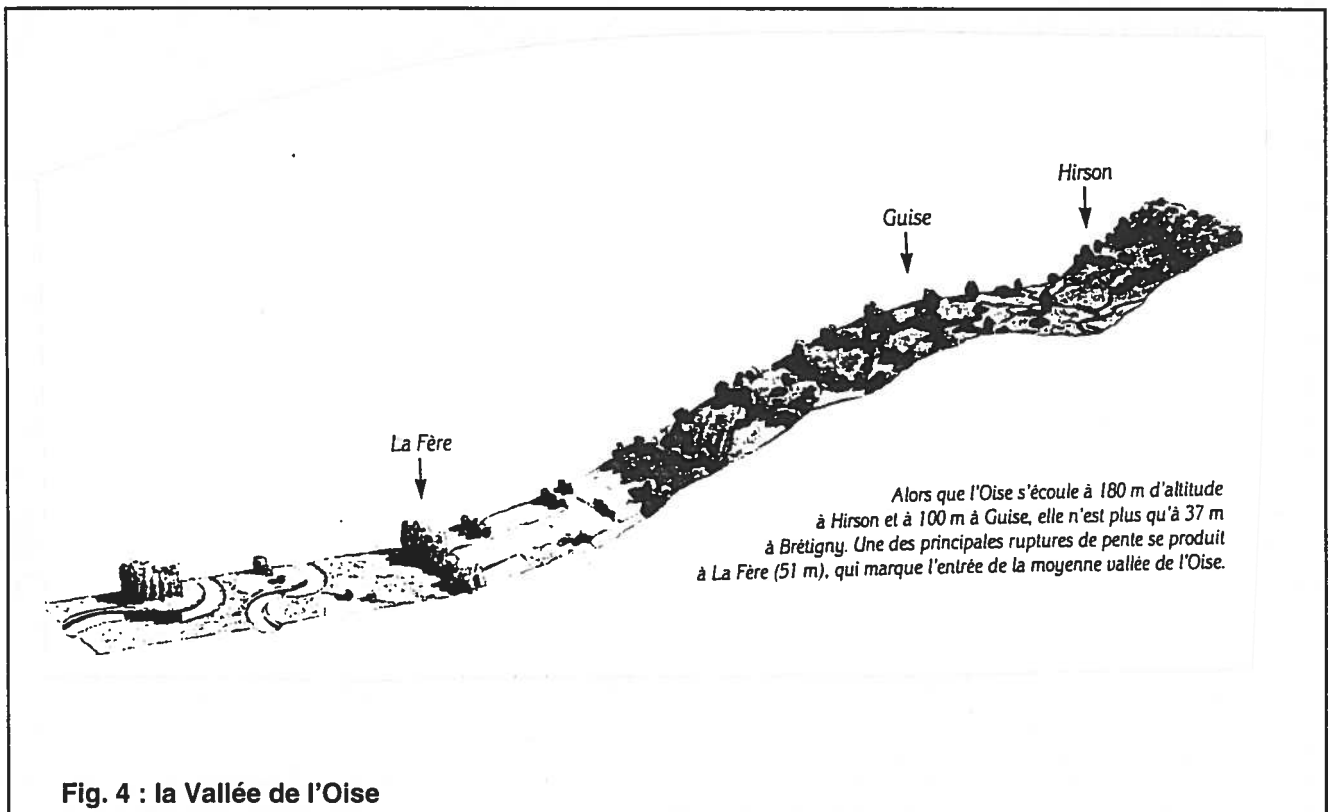 Hirson
Guise
La Fère
Alors que l'Oise s'écoule à 180 m d'altitude
à Hirson et à 100 m à Guise, elle n'est plus qu'à 37 m
à Brétigny. Une des principales ruptures de pente se produit
à La Fère (51 m), qui marque l'entrée de la moyenne vallée de l'Oise.
Fig. 4 : la Vallée de l'Oise